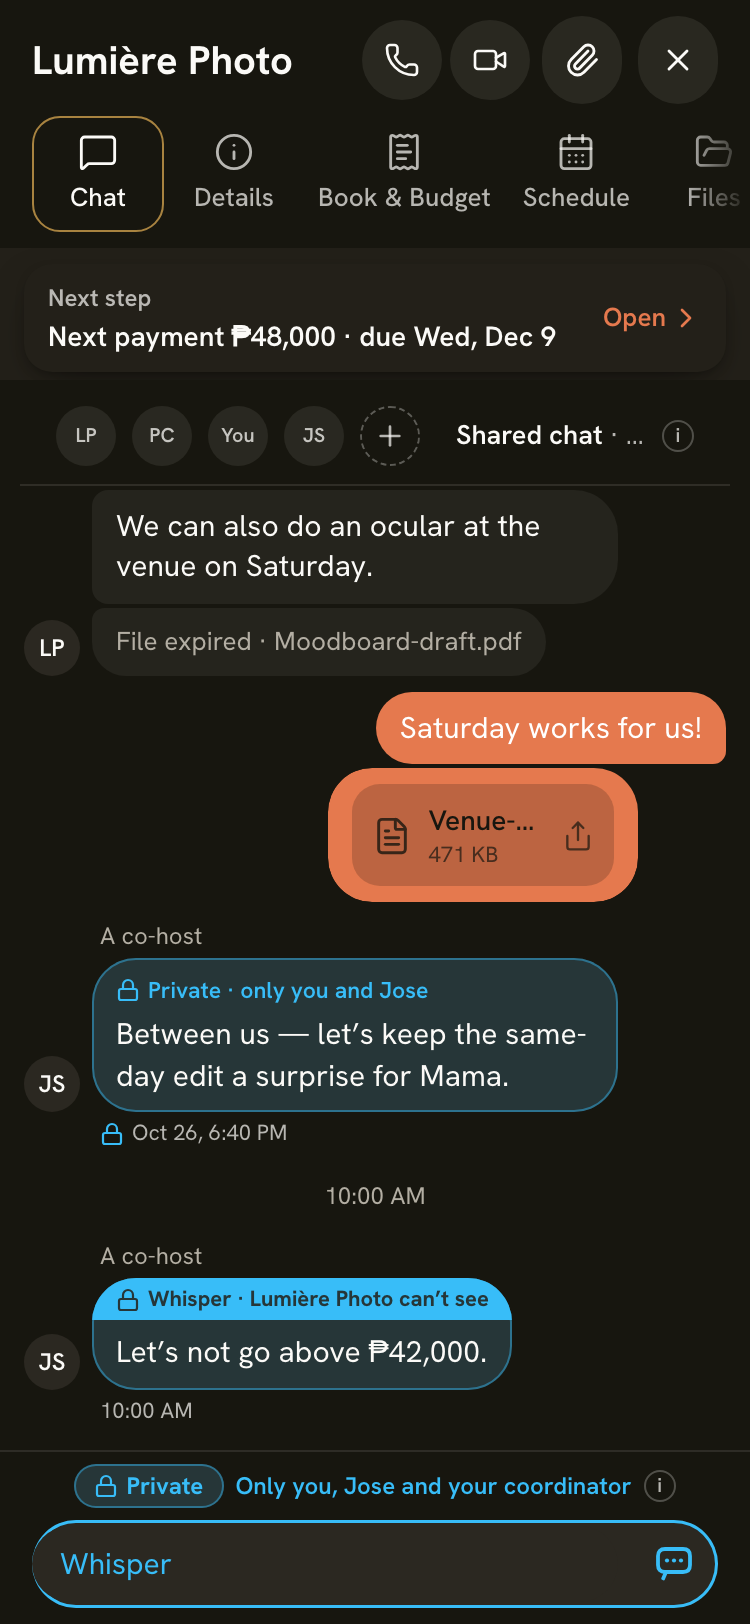 Lumière Photo
Chat
Details
Book & Budget
Schedule
Files
Next step
Next payment ₱48,000 · due Wed, Dec 9
Open
LP
PC
You
JS
Shared chat · ...
We can also do an ocular at the
venue on Saturday.
LP
File expired · Moodboard-draft.pdf
Saturday works for us!
Venue-...
471 KB
A co-host
Private · only you and Jose
Between us — let’s keep the same-
day edit a surprise for Mama.
JS
Oct 26, 6:40 PM
10:00 AM
A co-host
Whisper · Lumière Photo can’t see
Let’s not go above ₱42,000.
JS
10:00 AM
Private
Only you, Jose and your coordinator
Whisper